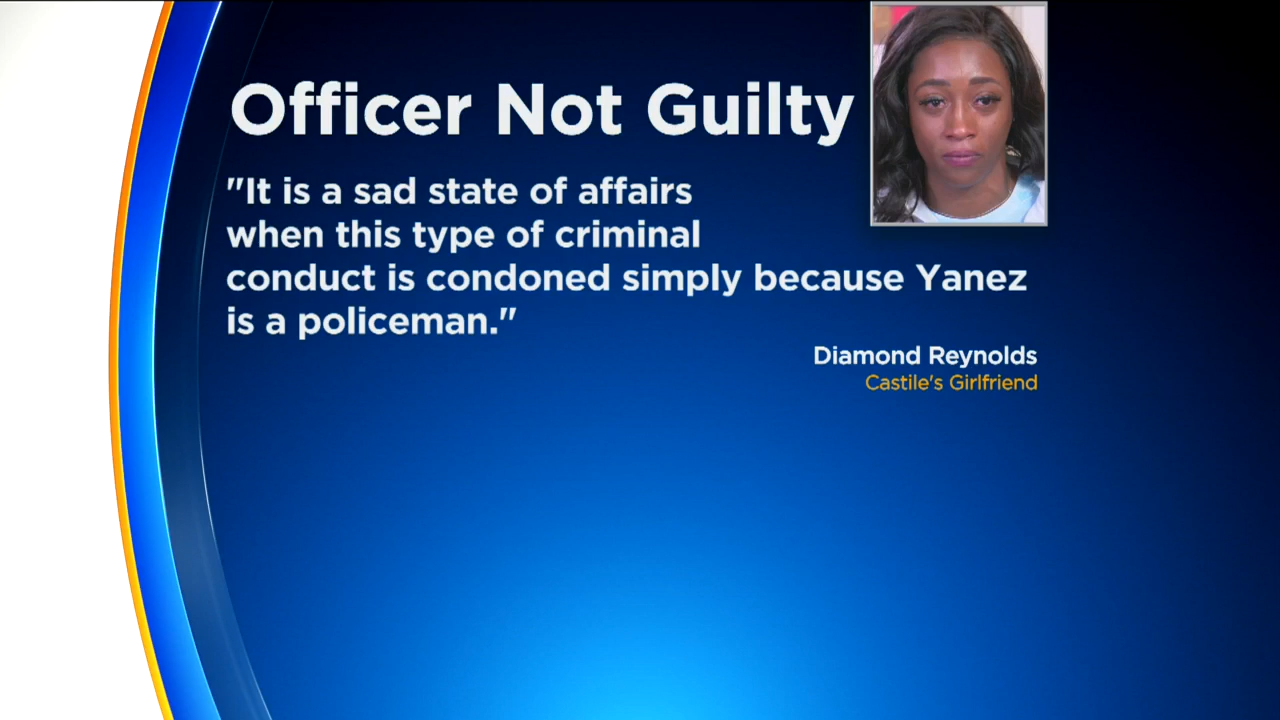 Officer Not Guilty
"It is a sad state of affairs
when this type of criminal
conduct is condoned simply because Yanez
is a policeman."
Diamond Reynolds
Castile's Girlfriend